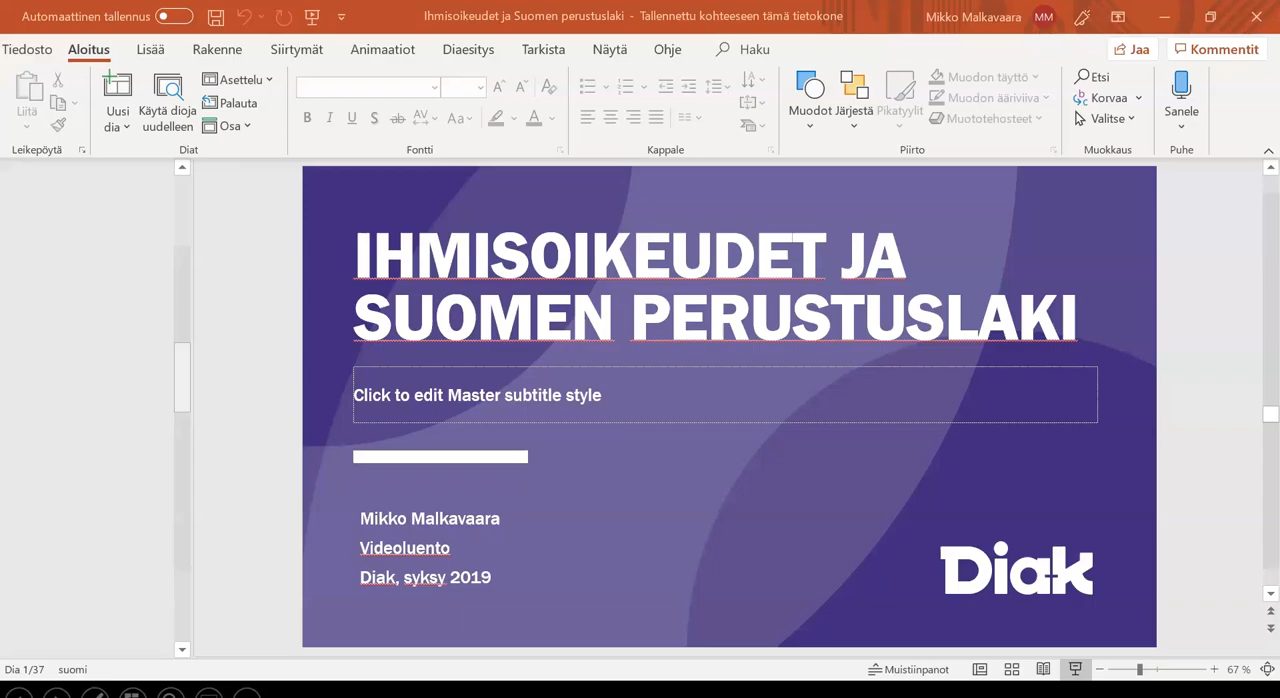 Automaattinen tallennus
Ihmisoikeudet ja Suomen perustuslaki - Tallennettu kohteeseen tämä tietokone
Mikko Malkavaara MM
Tiedosto Aloitus Lisää Rakenne Siirtymät Animaatiot Diaesitys Tarkista Näytä Ohje Haku Jaa Kommentit
Liitä
Leikepöytä
Uusi dia
Käytä dioja uudelleen
Asettelu
Palauta
Osa
Diat
B I U S ab AV Aa A
Fontti
Kappale
Muodot Järjestä Pikatyylit
Muodon täyttö
Muodon ääriviiva
Muototehosteet
Piirto
Etsi
Korvaa
Valitse
Muokkaus
Sanele
Puhe
IHMISOIKEUDET JA
SUOMEN PERUSTUSLAKI
Click to edit Master subtitle style
Mikko Malkavaara
Videoluento
Diak, syksy 2019
Diak
Dia 1/37 suomi Muistiinpanot 67 %